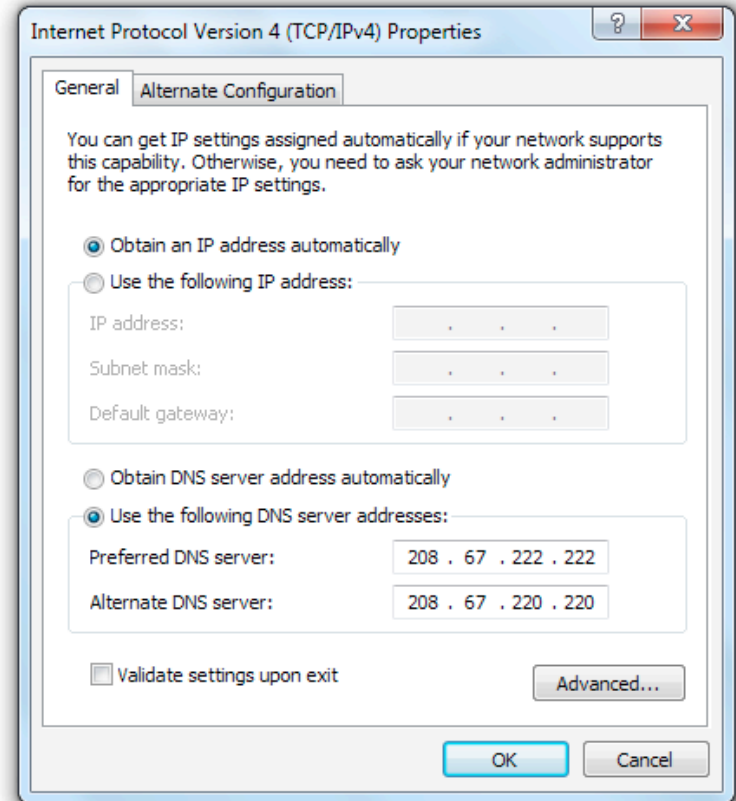 Internet Protocol Version 4 (TCP/IPv4) Properties
General
Alternate Configuration
You can get IP settings assigned automatically if your network supports
this capability. Otherwise, you need to ask your network administrator
for the appropriate IP settings.
Obtain an IP address automatically
Use the following IP address:
IP address: . . .
Subnet mask: . . .
Default gateway: . . .
Obtain DNS server address automatically
Use the following DNS server addresses:
Preferred DNS server: 208 . 67 . 222 . 222
Alternate DNS server: 208 . 67 . 220 . 220
Validate settings upon exit
Advanced...
OK Cancel